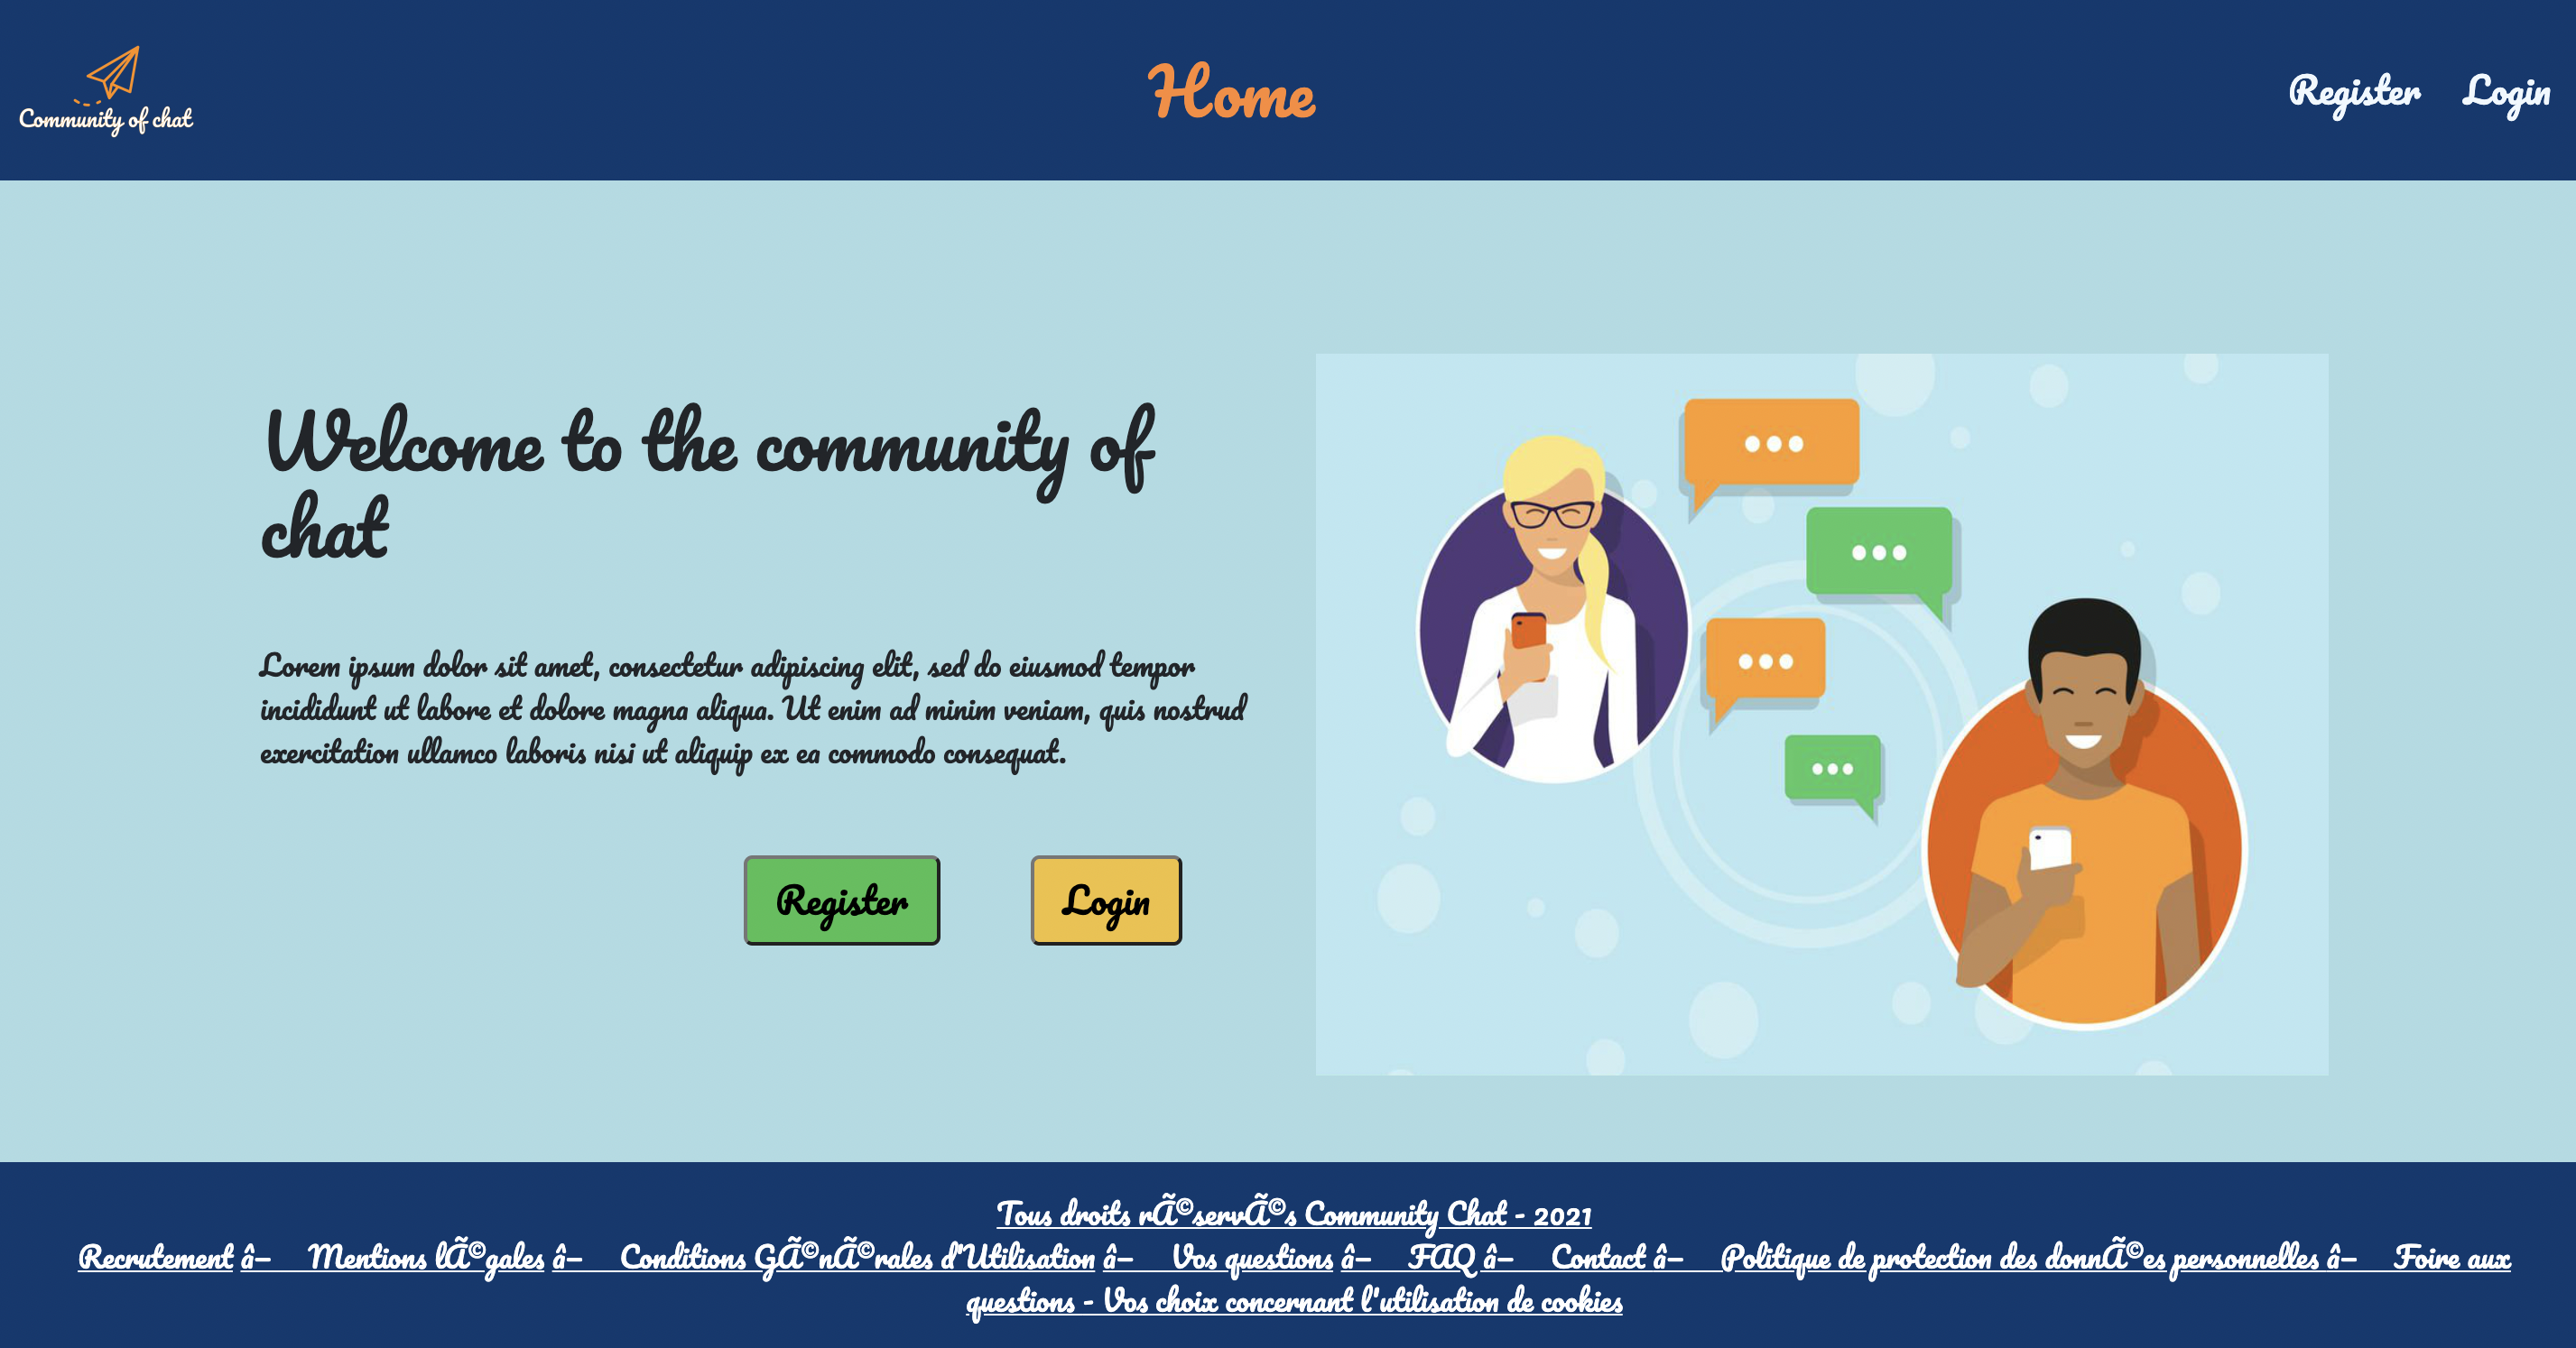 Community of chat
Home
Register
Login
Welcome to the community of
chat
Lorem ipsum dolor sit amet, consectetur adipiscing elit, sed do eiusmod tempor
incididunt ut labore et dolore magna aliqua. Ut enim ad minim veniam, quis nostrud
exercitation ullamco laboris nisi ut aliquip ex ea commodo consequat.
Register
Login
Tous droits rÃ©servÃ©s Community Chat - 2021
Recrutement â– Mentions lÃ©gales â– Conditions GÃ©nÃ©rales d'Utilisation â– Vos questions â– FAQ â– Contact â– Politique de protection des donnÃ©es personnelles â– Foire aux
questions - Vos choix concernant l'utilisation de cookies